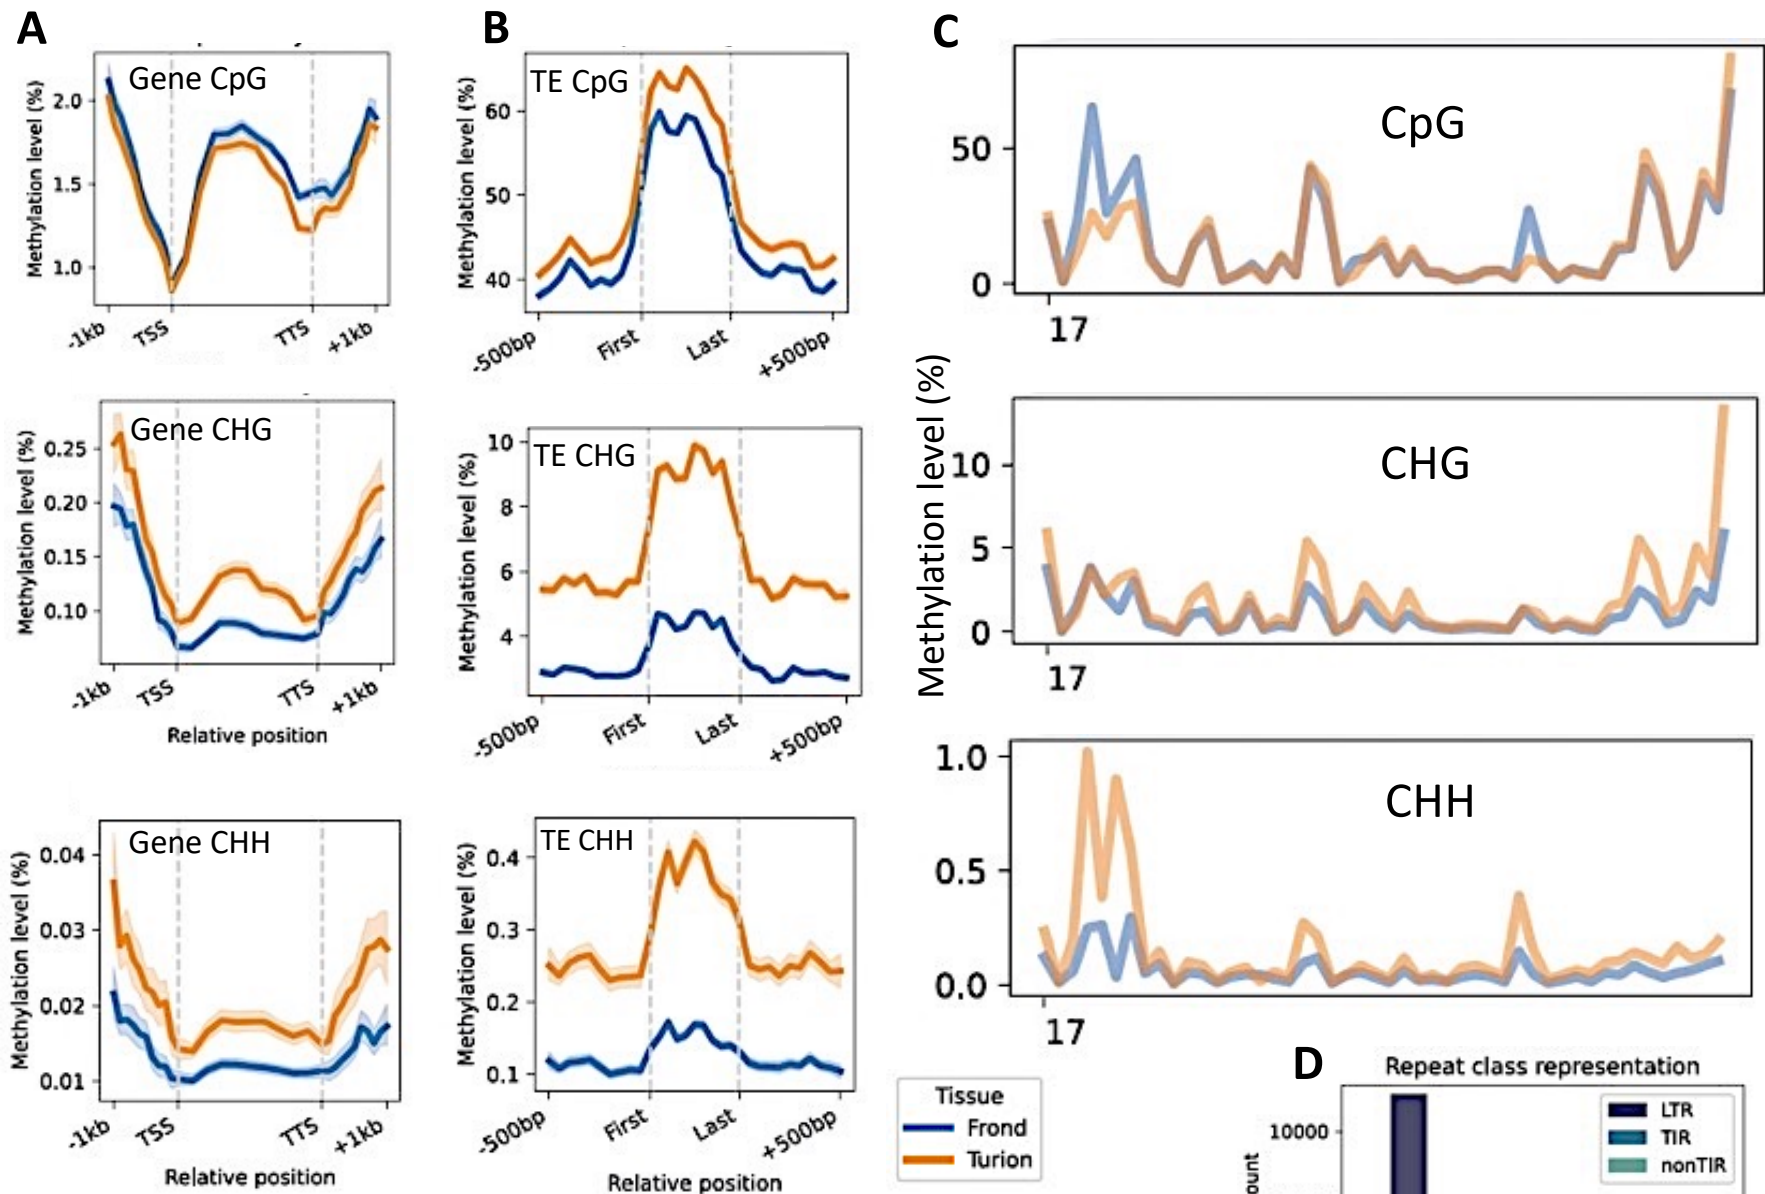 A
Gene CpG
Methylation level (%)
2.0
1.5
1.0
-1kb
TSS
TTS
+1kb
Gene CHG
Methylation level (%)
0.25
0.20
0.15
0.10
-1kb
TSS
TTS
+1kb
Relative position
Gene CHH
Methylation level (%)
0.04
0.03
0.02
0.01
-1kb
TSS
TTS
+1kb
Relative position
B
TE CpG
Methylation level (%)
60
50
40
-500bp
First
Last
+500bp
TE CHG
Methylation level (%)
10
8
6
4
-500bp
First
Last
+500bp
TE CHH
Methylation level (%)
0.4
0.3
0.2
0.1
-500bp
First
Last
+500bp
Relative position
C
Methylation level (%)
CpG
50
0
17
CHG
10
5
0
17
CHH
1.0
0.5
0.0
17
Tissue
Frond
Turion
D
Repeat class representation
10000
LTR
TIR
nonTIR